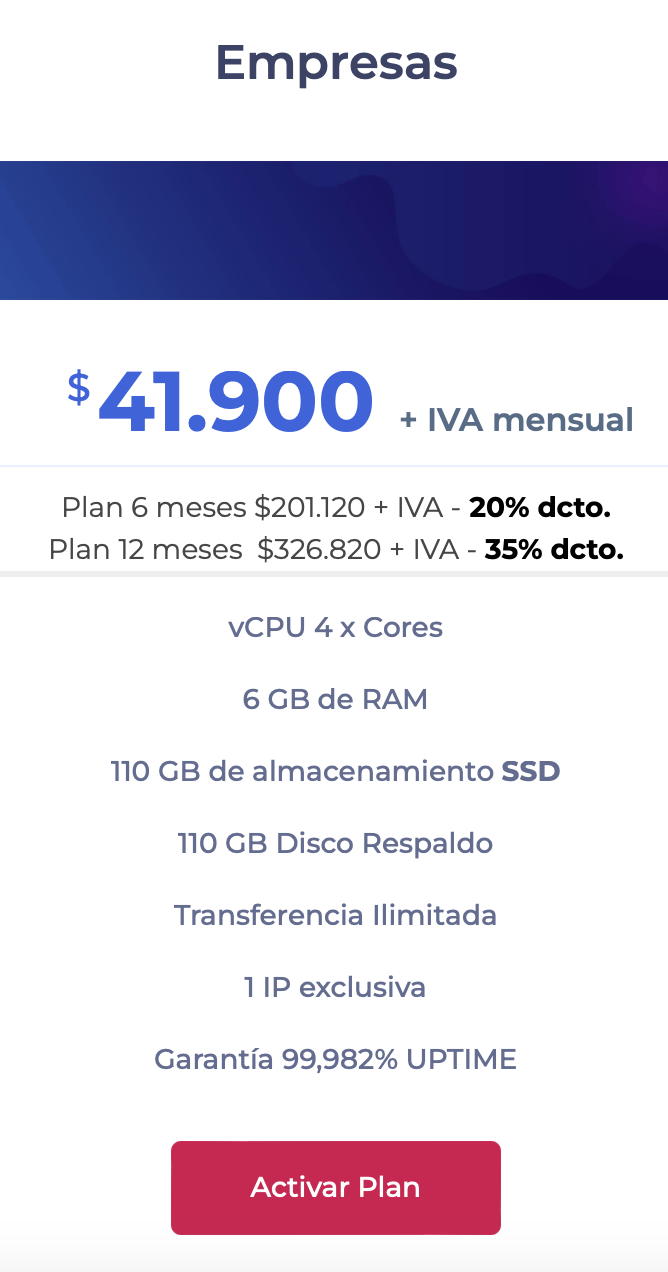 Empresas
$41.900 + IVA mensual
Plan 6 meses $201.120 + IVA - 20% dcto.
Plan 12 meses $326.820 + IVA - 35% dcto.
vCPU 4 x Cores
6 GB de RAM
110 GB de almacenamiento SSD
110 GB Disco Respaldo
Transferencia Ilimitada
1 IP exclusiva
Garantía 99,982% UPTIME
Activar Plan